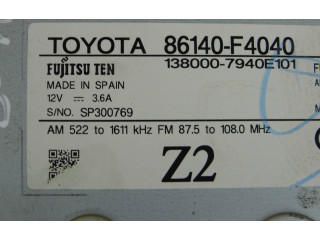 TOYOTA 86140-F4040
FUJITSU TEN 138000-7940E101
MADE IN SPAIN
12V ⎓ 3.6A
S/NO. SP300769
AM 522 to 1611 kHz FM 87.5 to 108.0 MHz
Z2